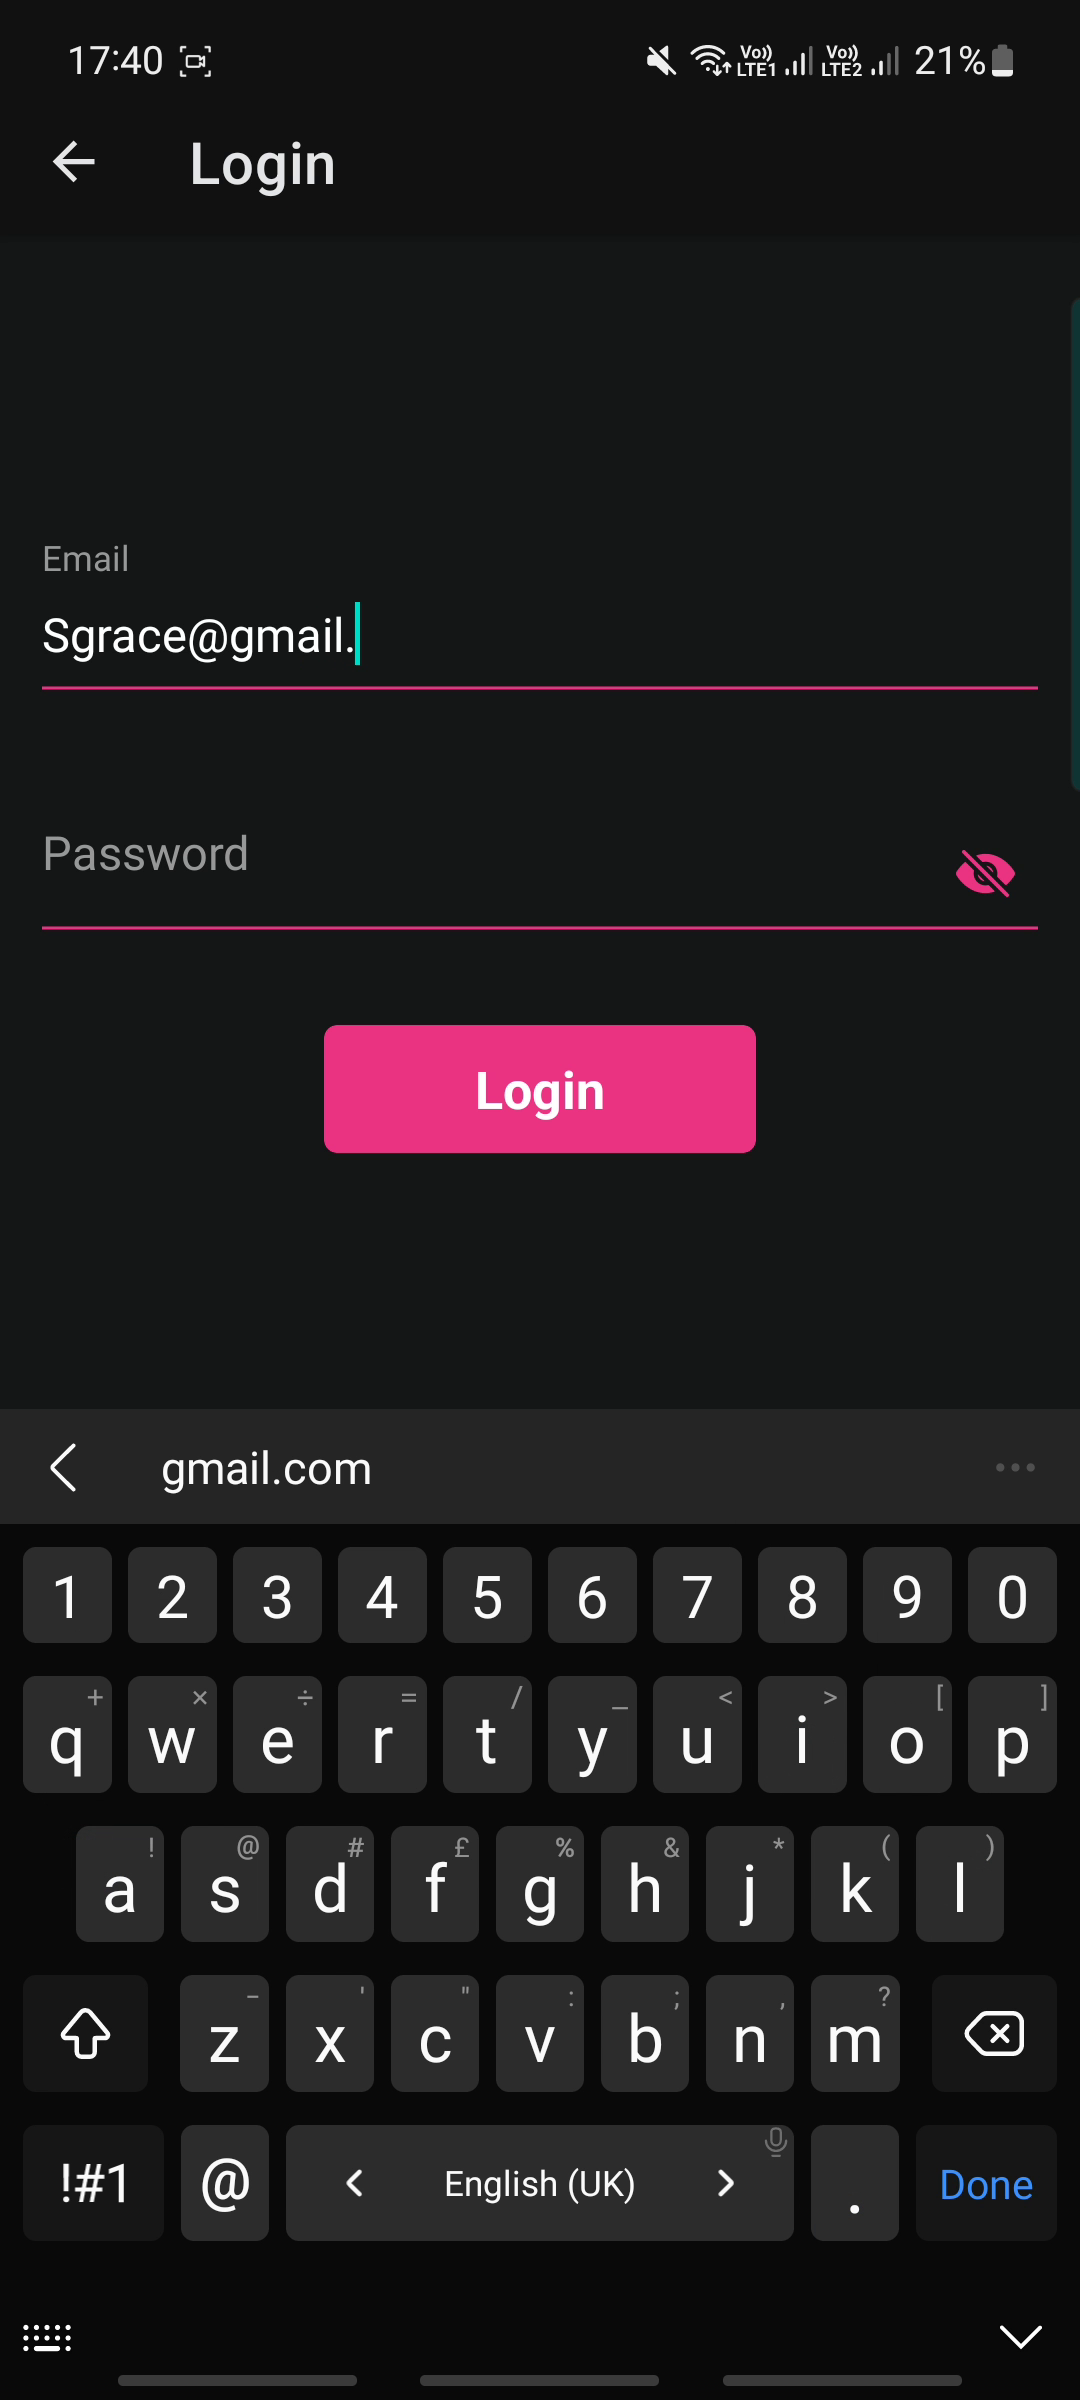 17:40 Vo)) LTE1 Vo)) LTE2 21%
Login
Email
Sgrace@gmail.
Password
Login
gmail.com
1 2 3 4 5 6 7 8 9 0
+ × ÷ = / _ < > [ ]
q w e r t y u i o p
! @ # £ % & * ( )
a s d f g h j k l
- ' " : ; , ?
z x c v b n m
!#1 @ < English (UK) > . Done